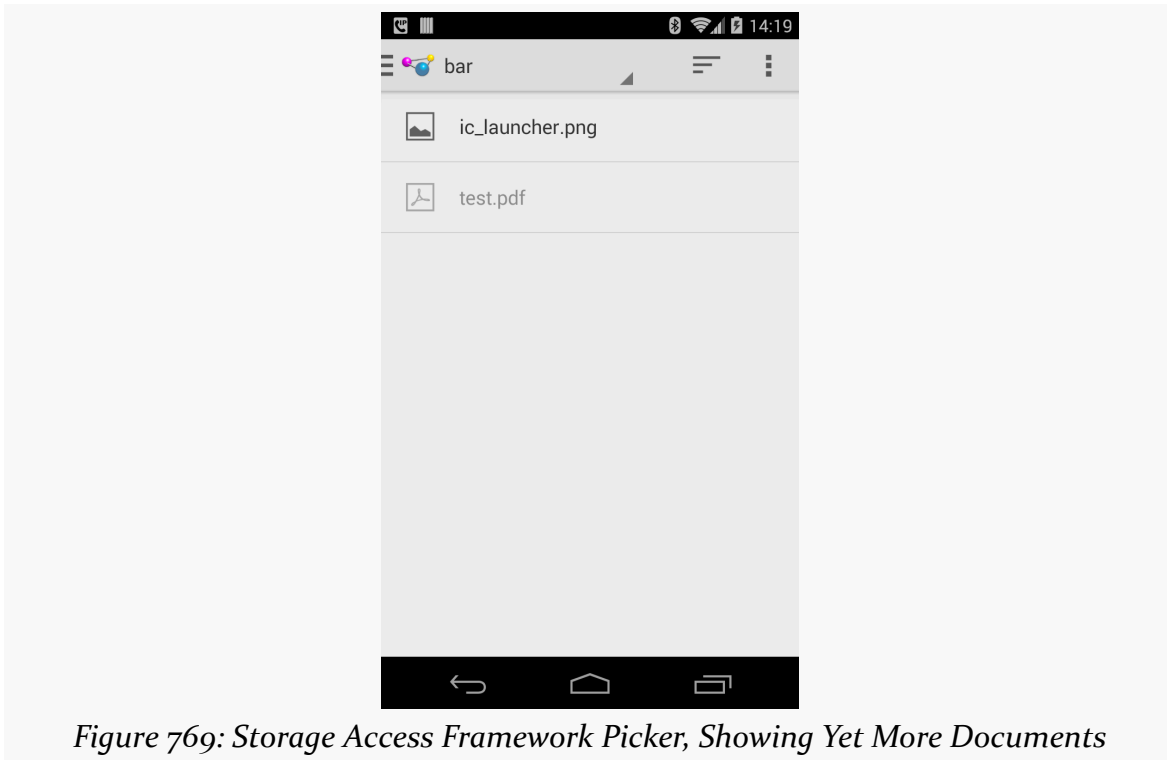 14:19
bar
ic_launcher.png
test.pdf
Figure 769: Storage Access Framework Picker, Showing Yet More Documents